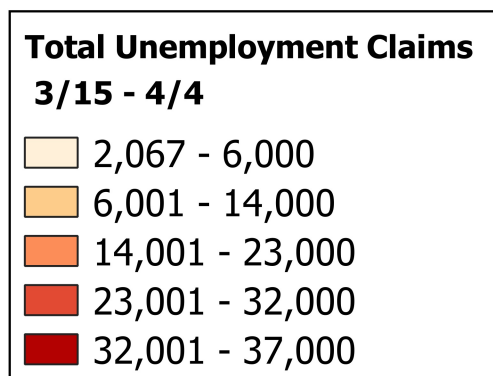 Total Unemployment Claims
3/15 - 4/4
2,067 - 6,000
6,001 - 14,000
14,001 - 23,000
23,001 - 32,000
32,001 - 37,000